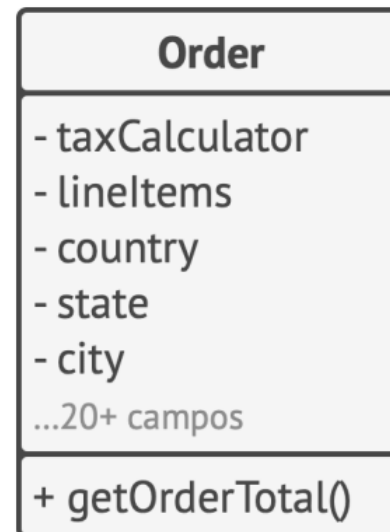 Order
- taxCalculator
- lineItems
- country
- state
- city
...20+ campos
+ getOrderTotal()